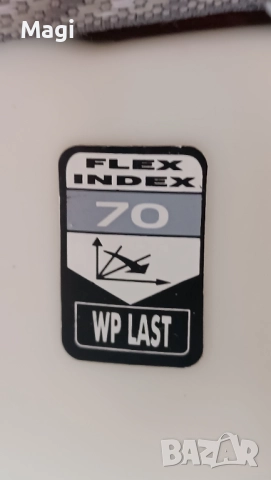 Magi
FLEX
INDEX
70
WP LAST
BAZAR